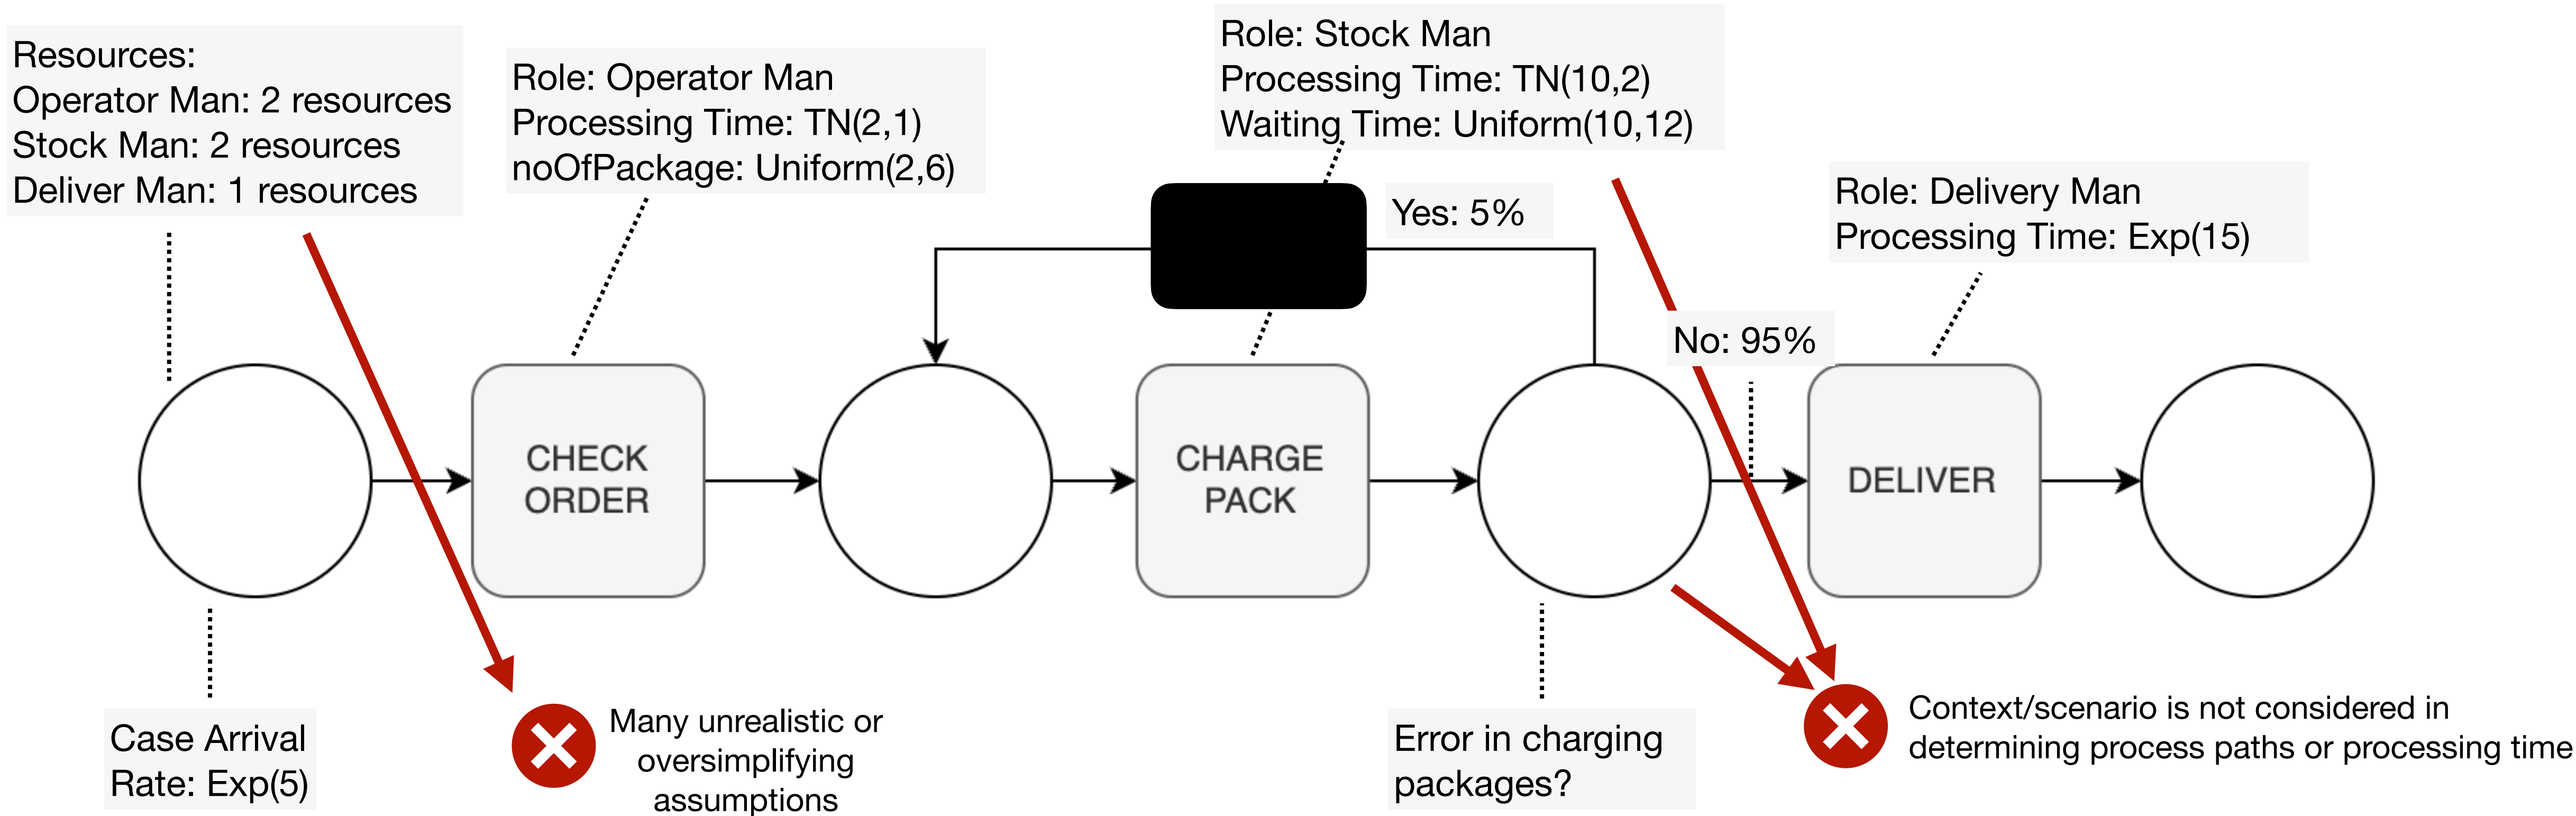 Resources:
Operator Man: 2 resources
Stock Man: 2 resources
Deliver Man: 1 resources
Role: Operator Man
Processing Time: TN(2,1)
noOfPackage: Uniform(2,6)
Role: Stock Man
Processing Time: TN(10,2)
Waiting Time: Uniform(10,12)
Yes: 5%
Role: Delivery Man
Processing Time: Exp(15)
No: 95%
CHECK
ORDER
CHARGE
PACK
DELIVER
Case Arrival
Rate: Exp(5)
Many unrealistic or
oversimplifying
assumptions
Error in charging
packages?
Context/scenario is not considered in
determining process paths or processing time